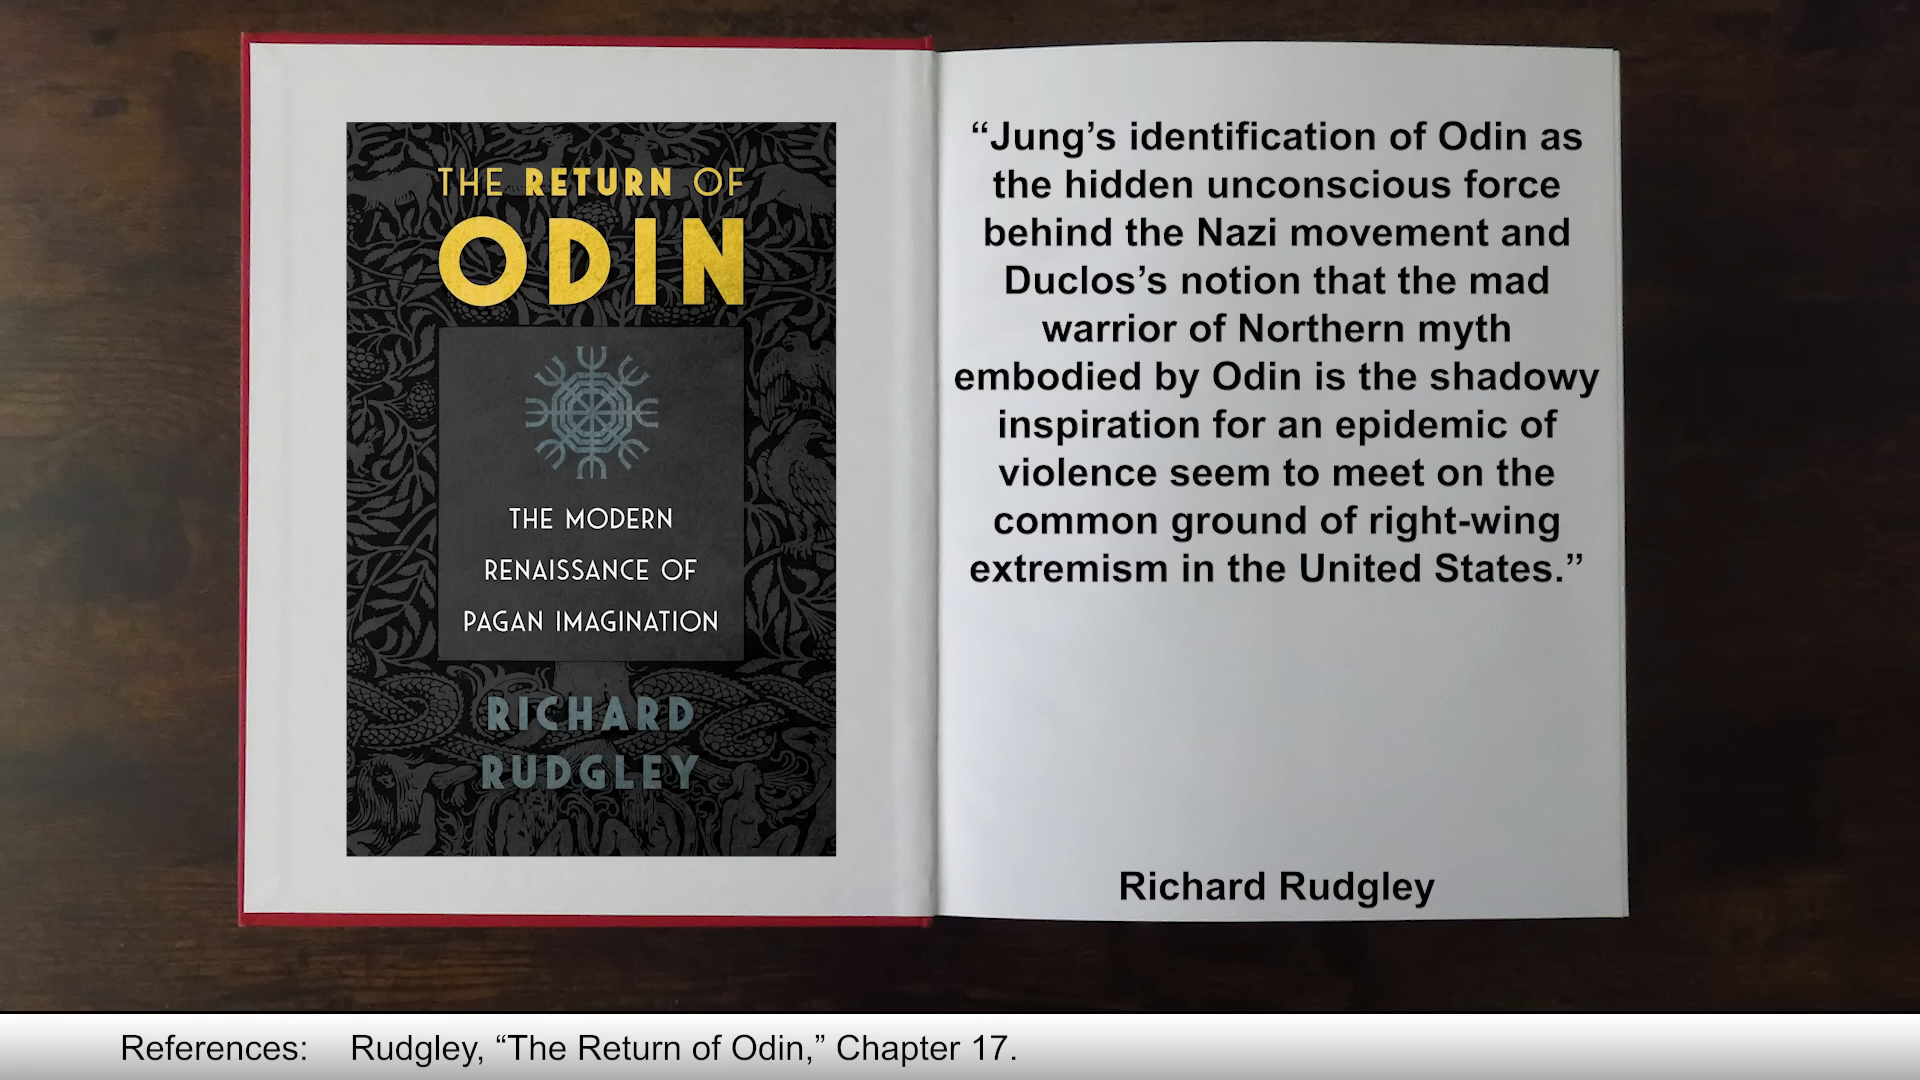 THE RETURN OF
ODIN
THE MODERN
RENAISSANCE OF
PAGAN IMAGINATION
RICHARD
RUDGLEY
“Jung’s identification of Odin as
the hidden unconscious force
behind the Nazi movement and
Duclos’s notion that the mad
warrior of Northern myth
embodied by Odin is the shadowy
inspiration for an epidemic of
violence seem to meet on the
common ground of right-wing
extremism in the United States.”
Richard Rudgley
References: Rudgley, “The Return of Odin,” Chapter 17.